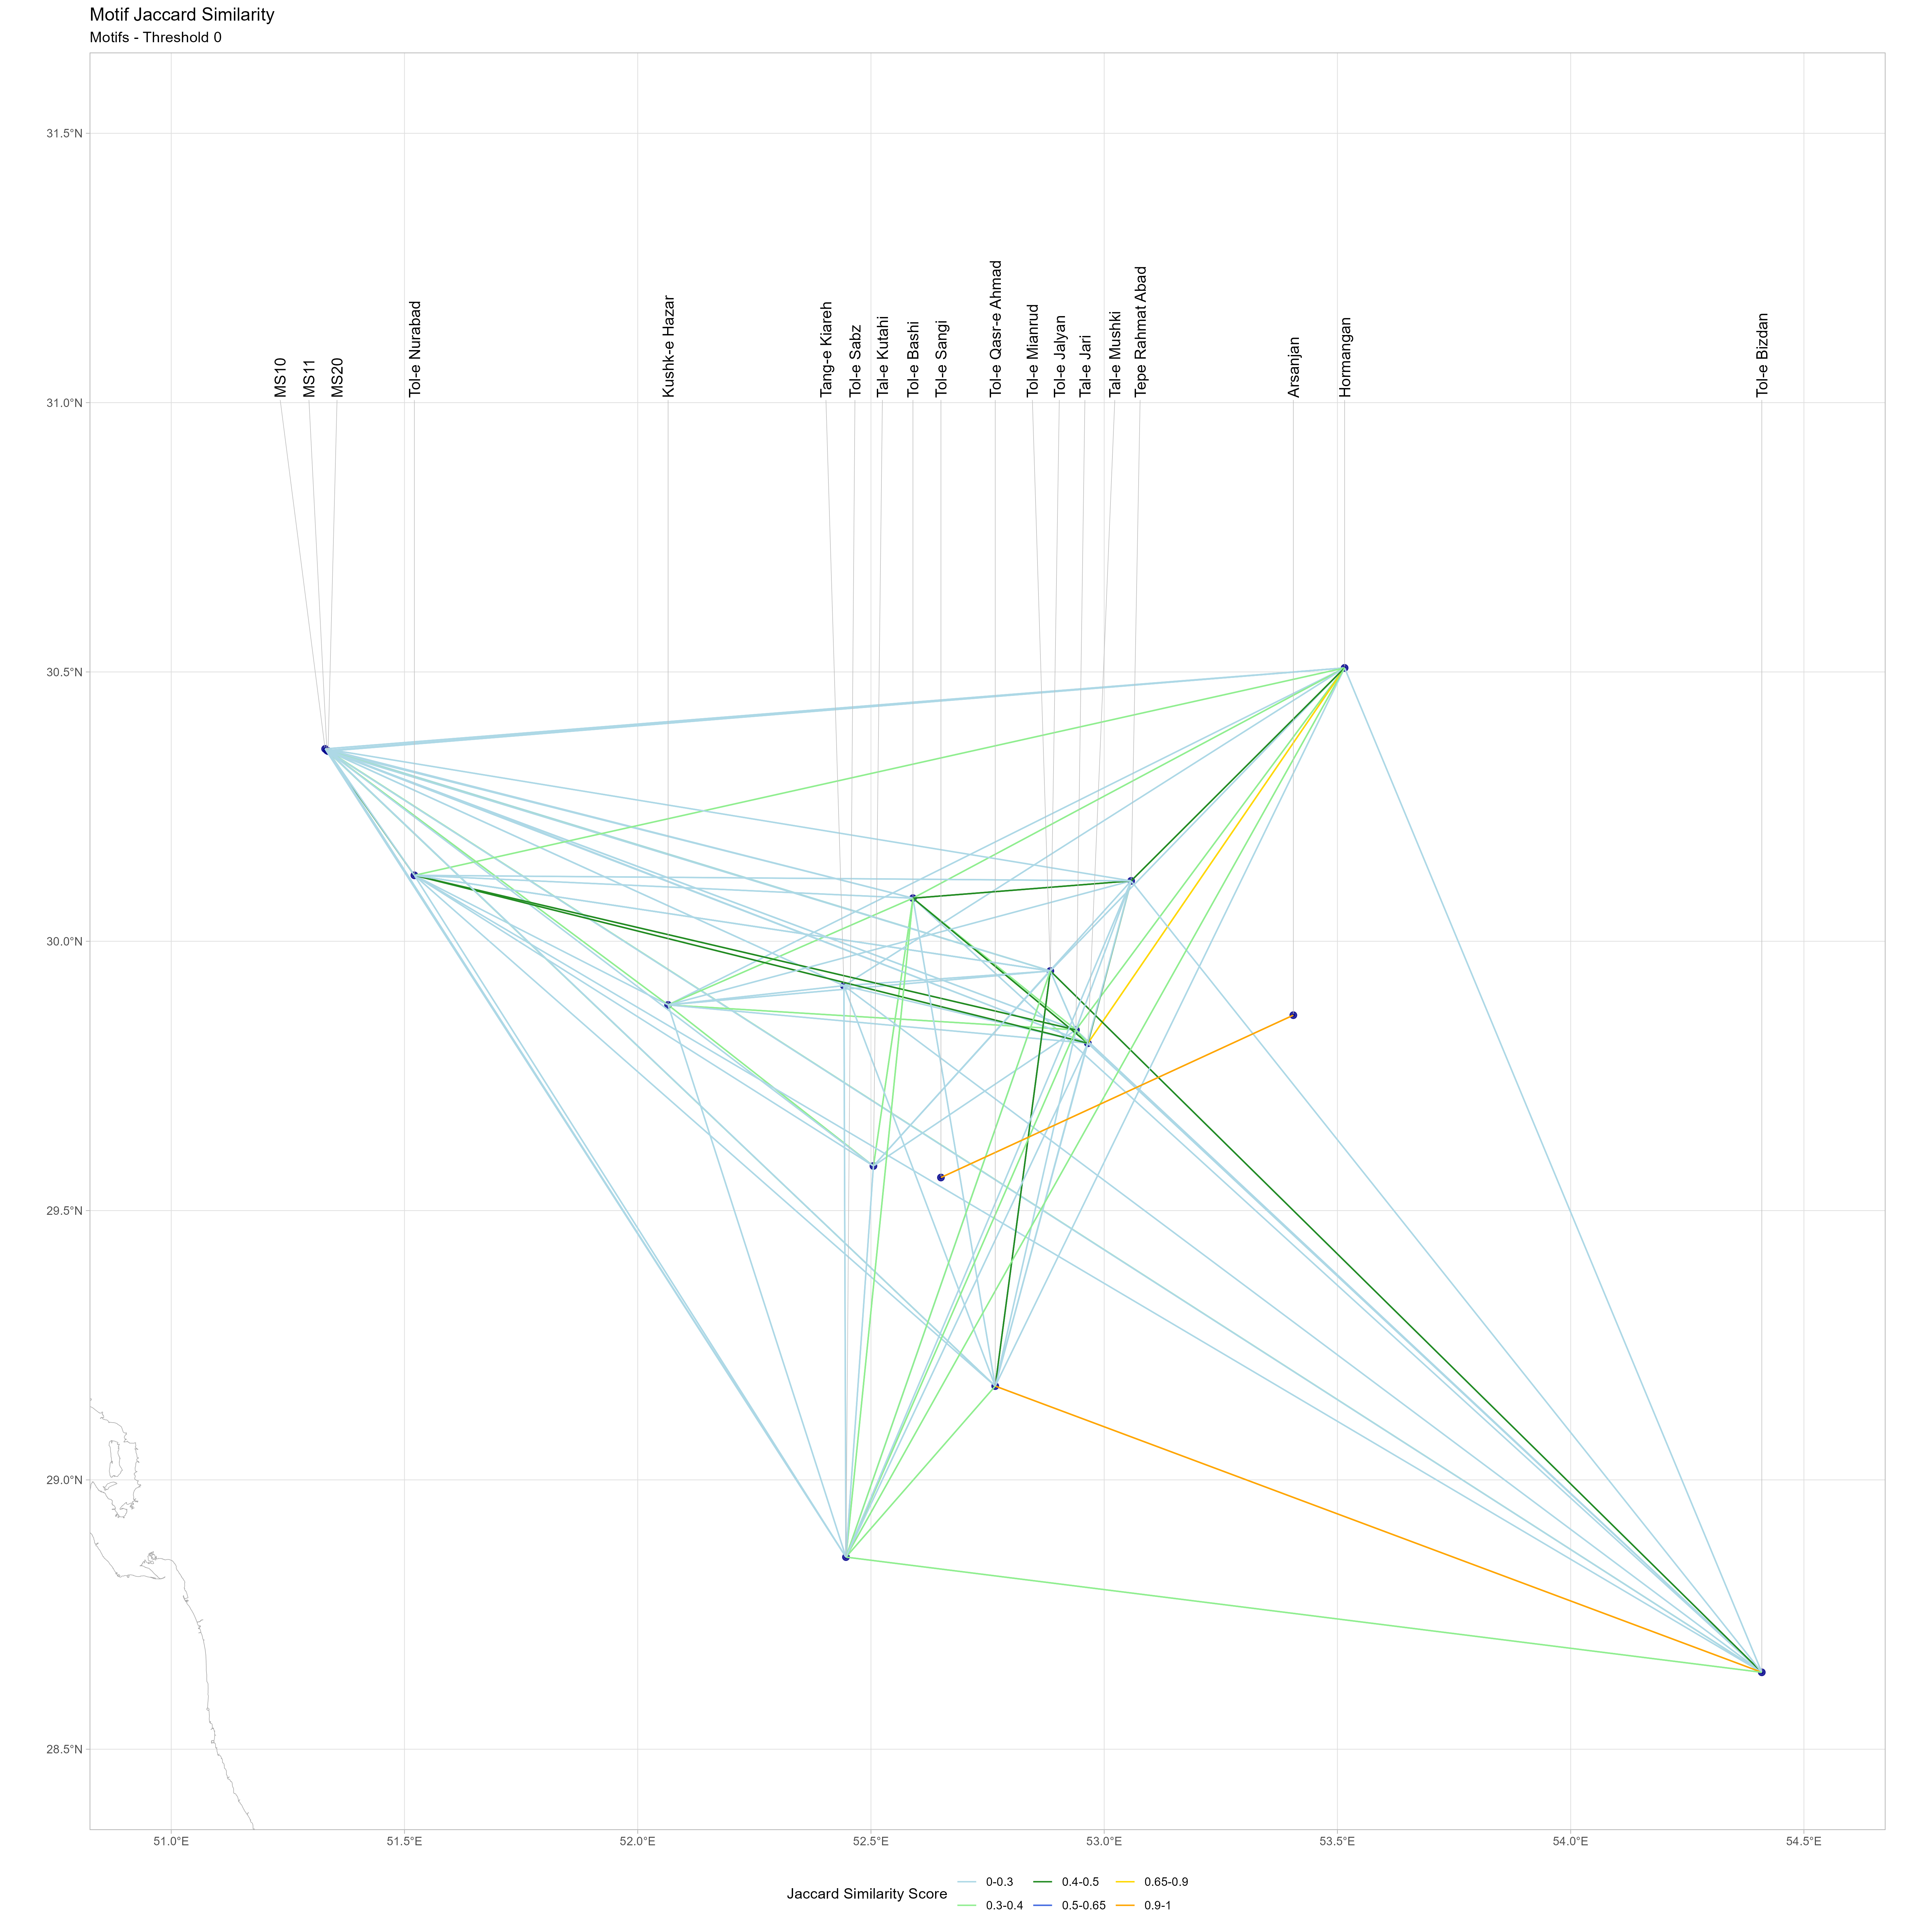 Motif Jaccard Similarity
Motifs - Threshold 0
31.5°N
31.0°N
30.5°N
30.0°N
29.5°N
29.0°N
28.5°N
MS10
MS11
MS20
Tol-e Nurabad
Kushk-e Hazar
Tang-e Kiareh
Tol-e Sabz
Tal-e Kutahi
Tol-e Bashi
Tol-e Sangi
Tol-e Qasr-e Ahmad
Tol-e Mianrud
Tol-e Jalyan
Tal-e Jari
Tal-e Mushki
Tepe Rahmat Abad
Arsanjan
Hormangan
Tol-e Bizdan
51.0°E
51.5°E
52.0°E
52.5°E
53.0°E
53.5°E
54.0°E
54.5°E
Jaccard Similarity Score
0-0.3
0.3-0.4
0.4-0.5
0.5-0.65
0.65-0.9
0.9-1